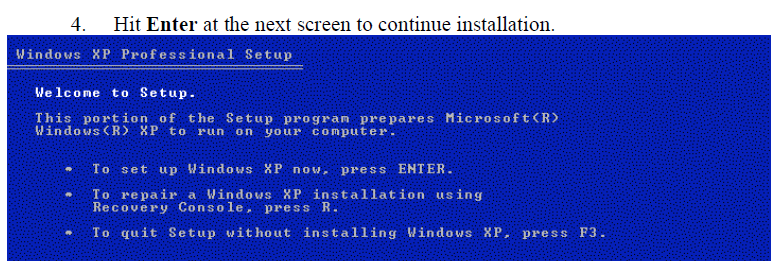 4. Hit Enter at the next screen to continue installation.
Windows XP Professional Setup
Welcome to Setup.
This portion of the Setup program prepares Microsoft(R)
Windows(R) XP to run on your computer.
• To set up Windows XP now, press ENTER.
• To repair a Windows XP installation using
Recovery Console, press R.
• To quit Setup without installing Windows XP, press F3.